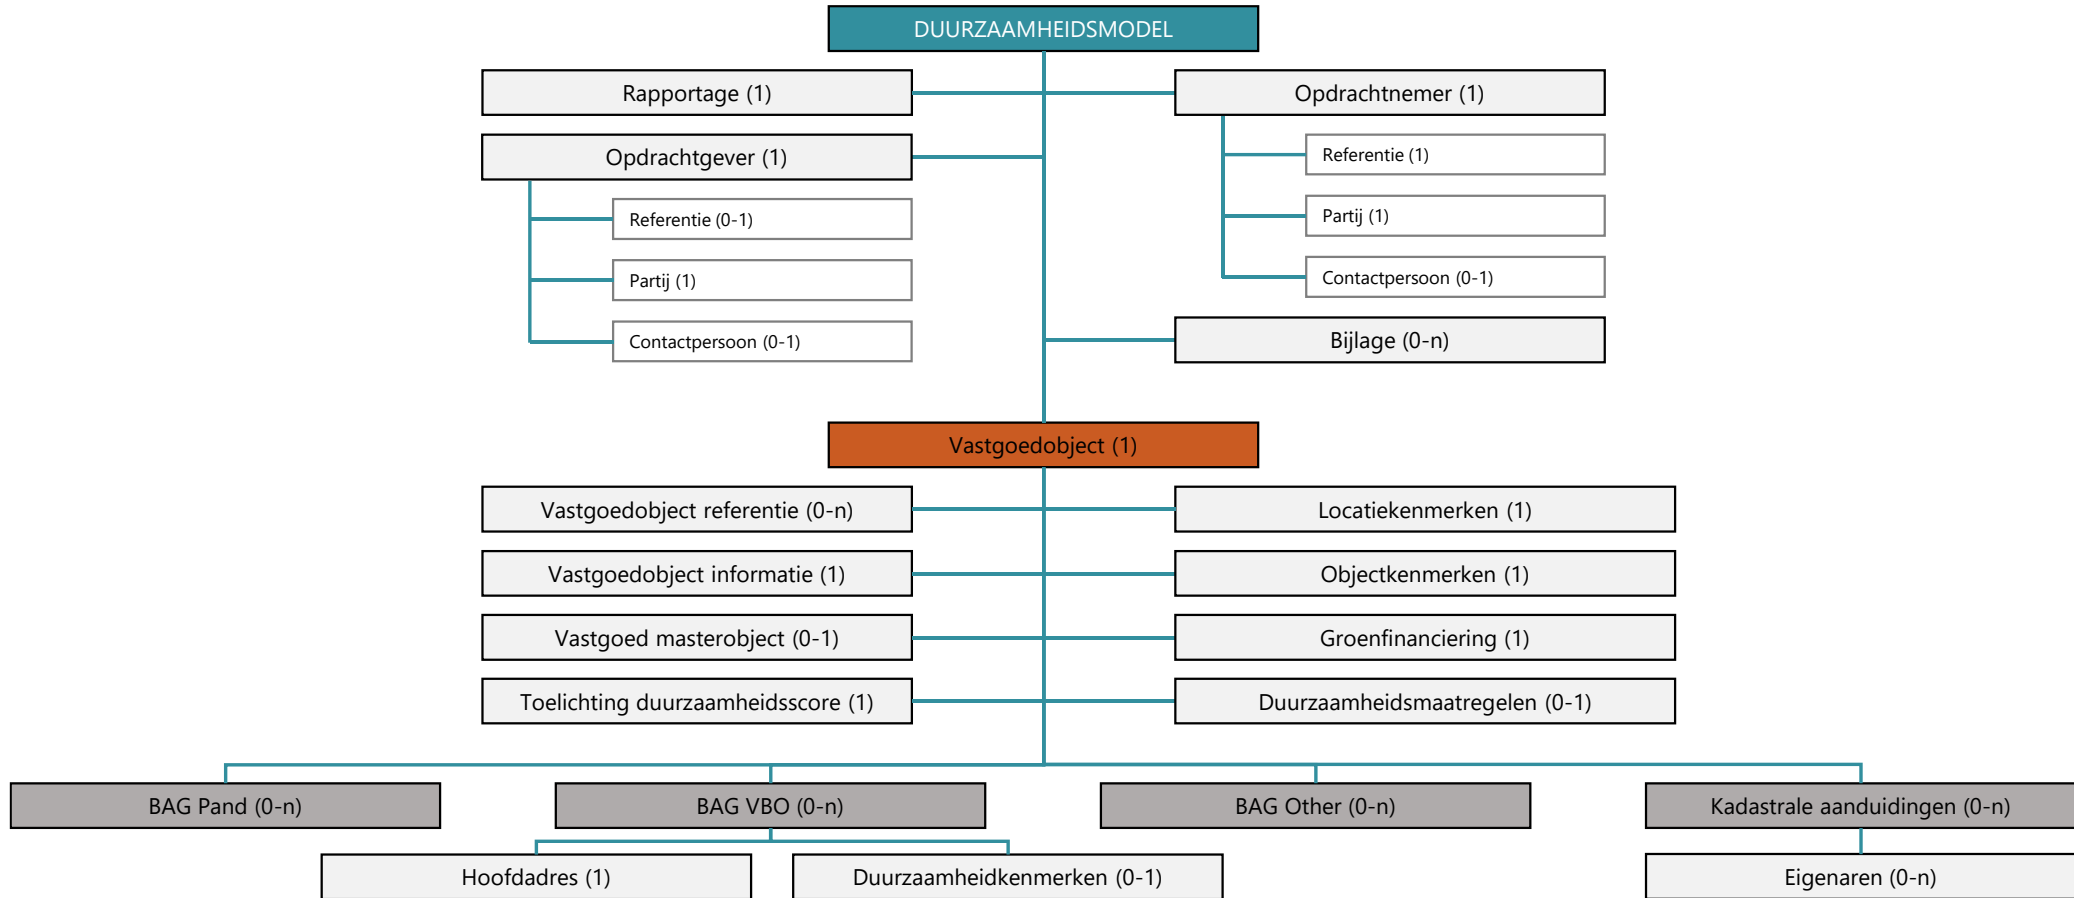 DUURZAAMHEIDSMODEL
Rapportage (1)
Opdrachtnemer (1)
Opdrachtgever (1)
Referentie (1)
Referentie (0-1)
Partij (1)
Partij (1)
Contactpersoon (0-1)
Contactpersoon (0-1)
Bijlage (0-n)
Vastgoedobject (1)
Vastgoedobject referentie (0-n)
Locatiekenmerken (1)
Vastgoedobject informatie (1)
Objectkenmerken (1)
Vastgoed masterobject (0-1)
Groenfinanciering (1)
Toelichting duurzaamheidsscore (1)
Duurzaamheidsmaatregelen (0-1)
BAG Pand (0-n)
BAG VBO (0-n)
BAG Other (0-n)
Kadastrale aanduidingen (0-n)
Hoofdadres (1)
Duurzaamheidkenmerken (0-1)
Eigenaren (0-n)